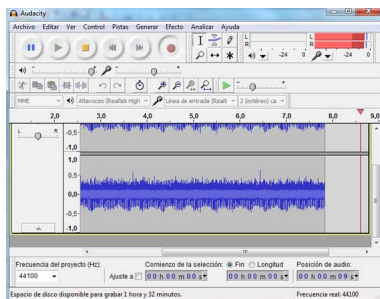 Audacity
Archivo Editar Ver Control Pistas Generar Efecto Analizar Ayuda
L
R
-24 0
L
R
-24 0
MME Altavoces (Realtek High Línea de entrada (Realt 2 (estéreo) ca
2,0 3,0 4,0 5,0 6,0 7,0 8,0 9,0
L R
-0,5
-1,0
1,0
0,5
0,0
-0,5
-1,0
Frecuencia del proyecto (Hz): Comienzo de la selección: Fin Longitud Posición de audio:
44100 Ajuste a 00 h 00 m 00 s 00 h 00 m 00 s 00 h 00 m 09 s
Espacio de disco disponible para grabar 1 hora y 32 minutos. Frecuencia real: 44100